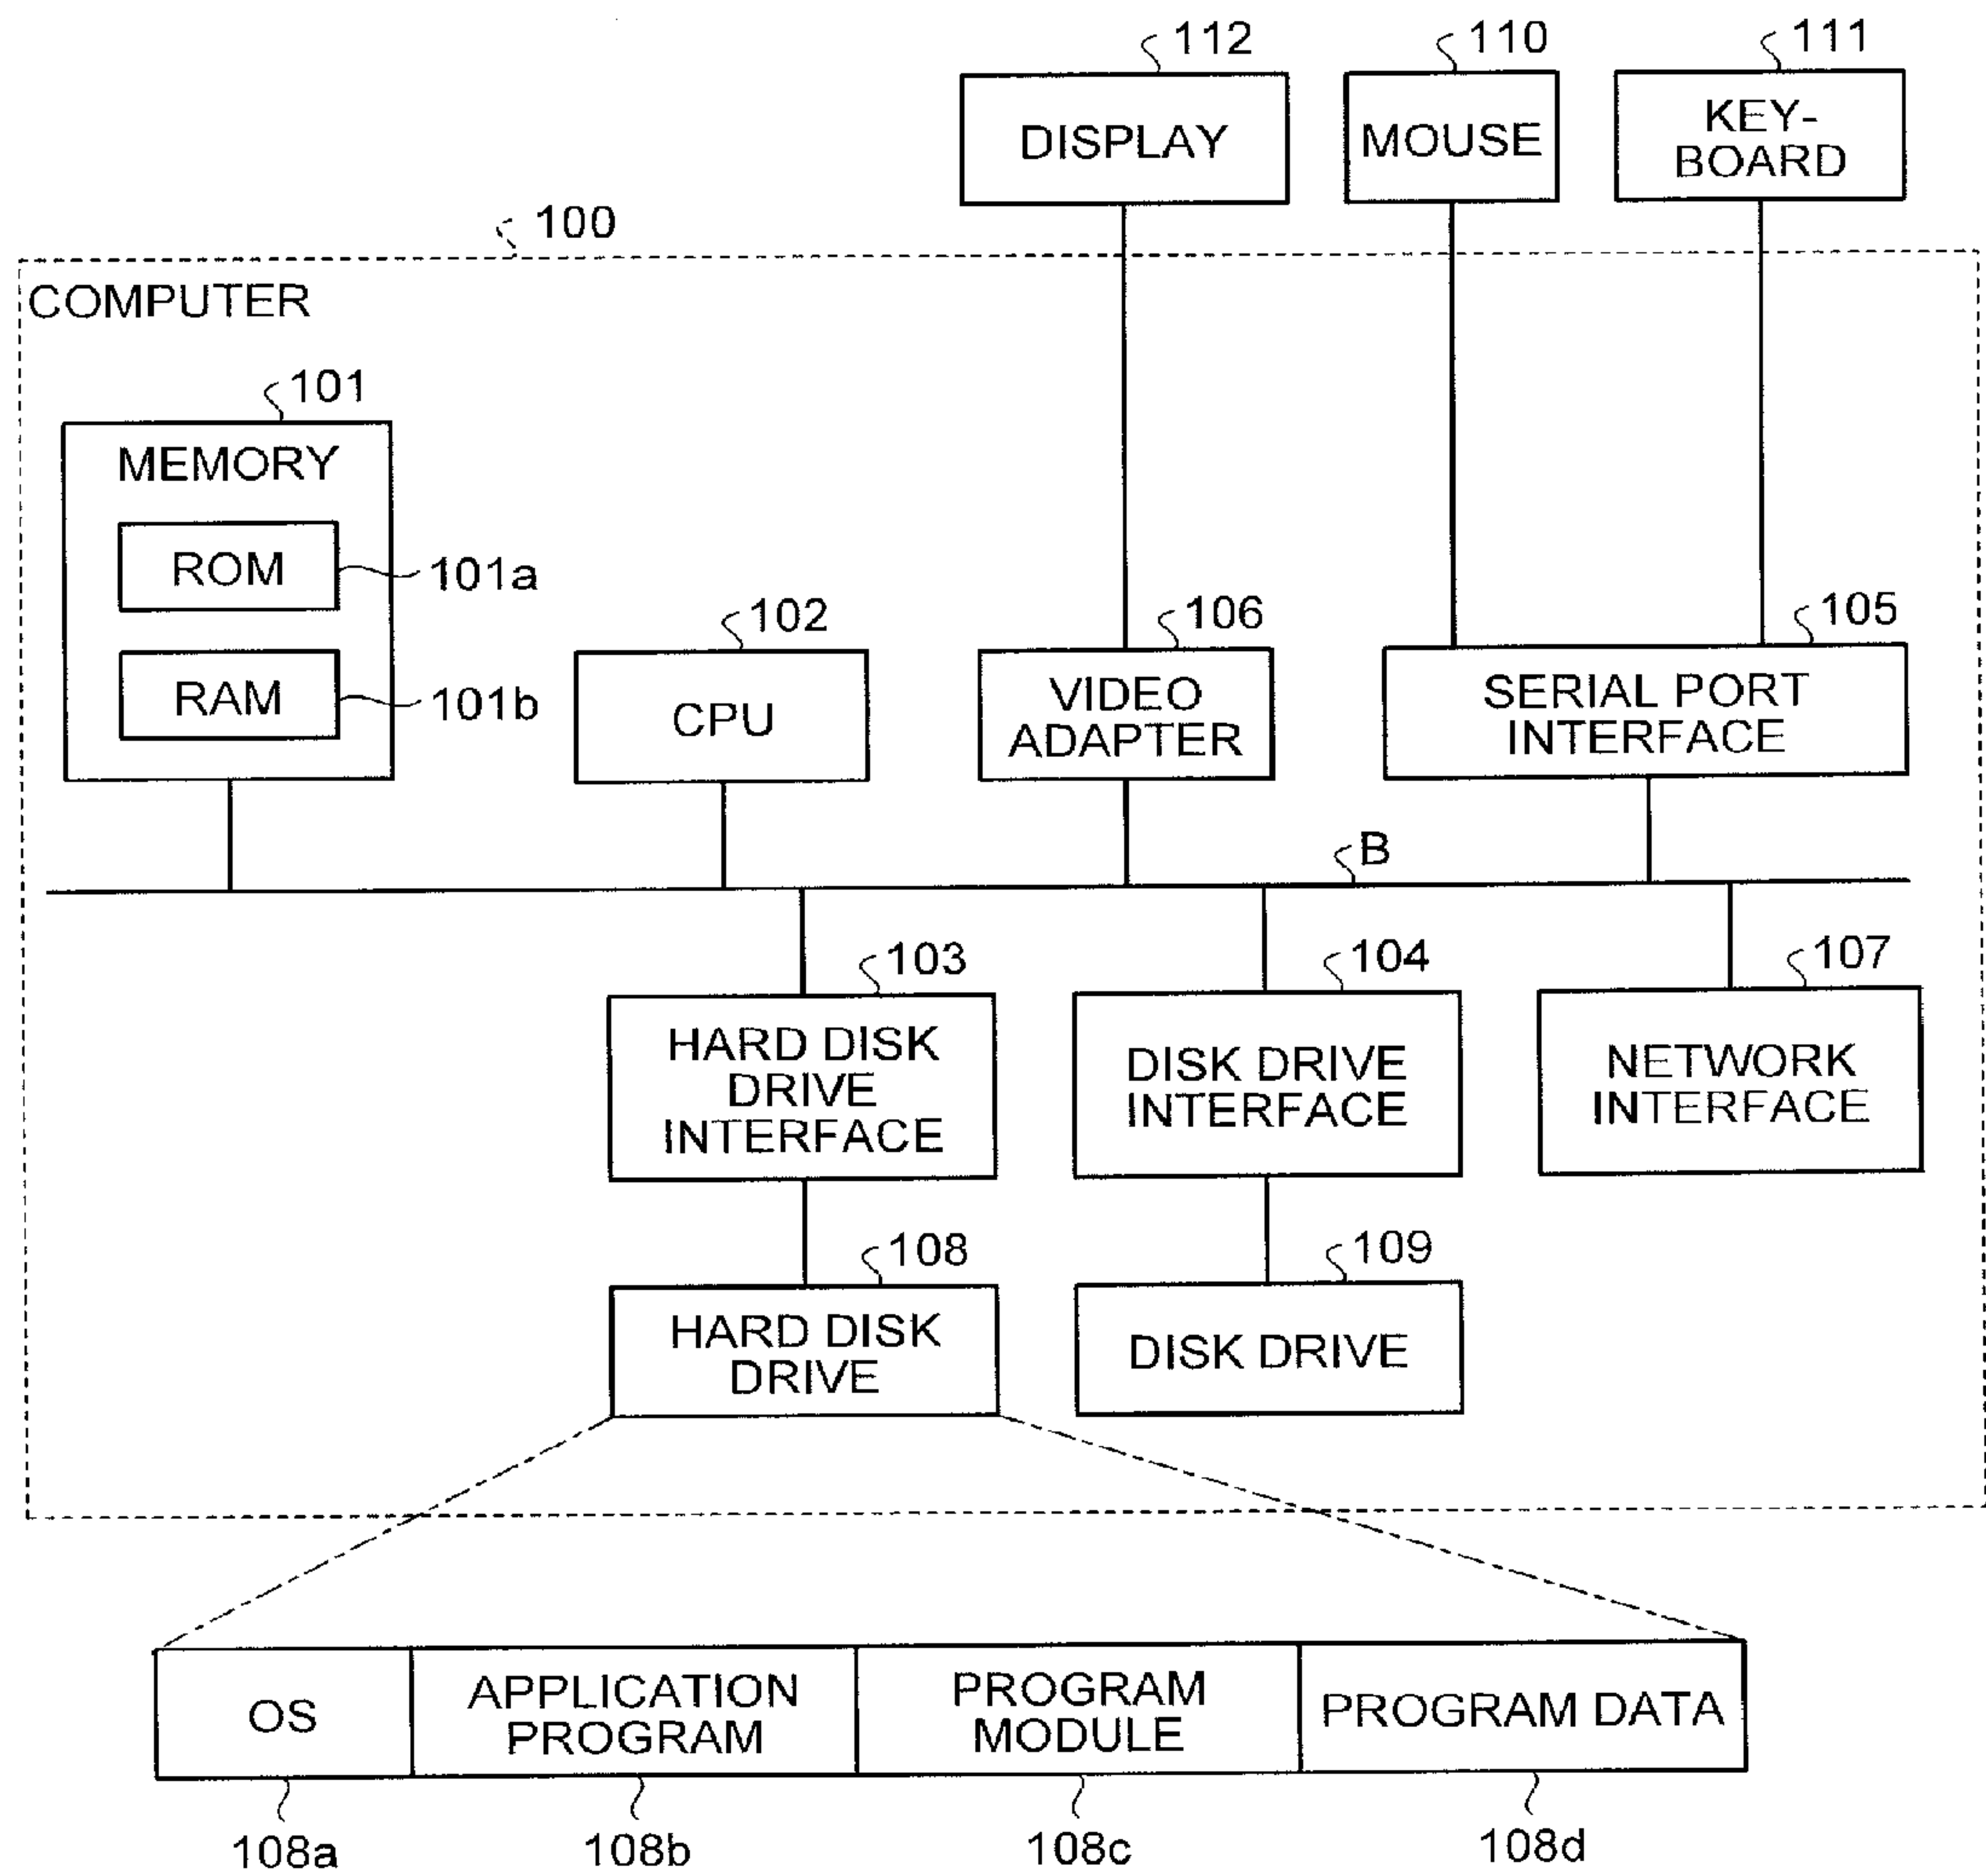 112
110
111
DISPLAY
MOUSE
KEY-
BOARD
100
COMPUTER
101
MEMORY
ROM
101a
RAM
101b
102
CPU
106
VIDEO
ADAPTER
105
SERIAL PORT
INTERFACE
B
103
HARD DISK
DRIVE
INTERFACE
104
DISK DRIVE
INTERFACE
107
NETWORK
INTERFACE
108
HARD DISK
DRIVE
109
DISK DRIVE
OS
APPLICATION
PROGRAM
PROGRAM
MODULE
PROGRAM DATA
108a
108b
108c
108d